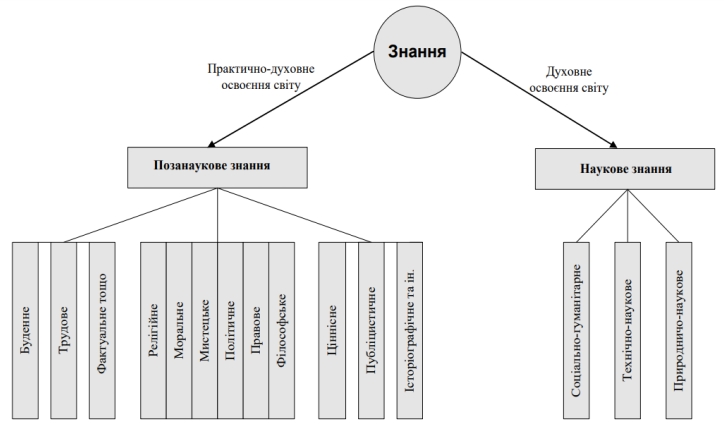 Знання
Практично-духовне
освоєння світу
Духовне
освоєння світу
Позанаукове знання
Наукове знання
Буденне
Трудове
Фактуальне тощо
Релігійне
Моральне
Мистецьке
Політичне
Правове
Філософське
Ціннісне
Публіцистичне
Історіографічне та ін.
Соціально-гуманітарне
Технічно-наукове
Природничо-наукове